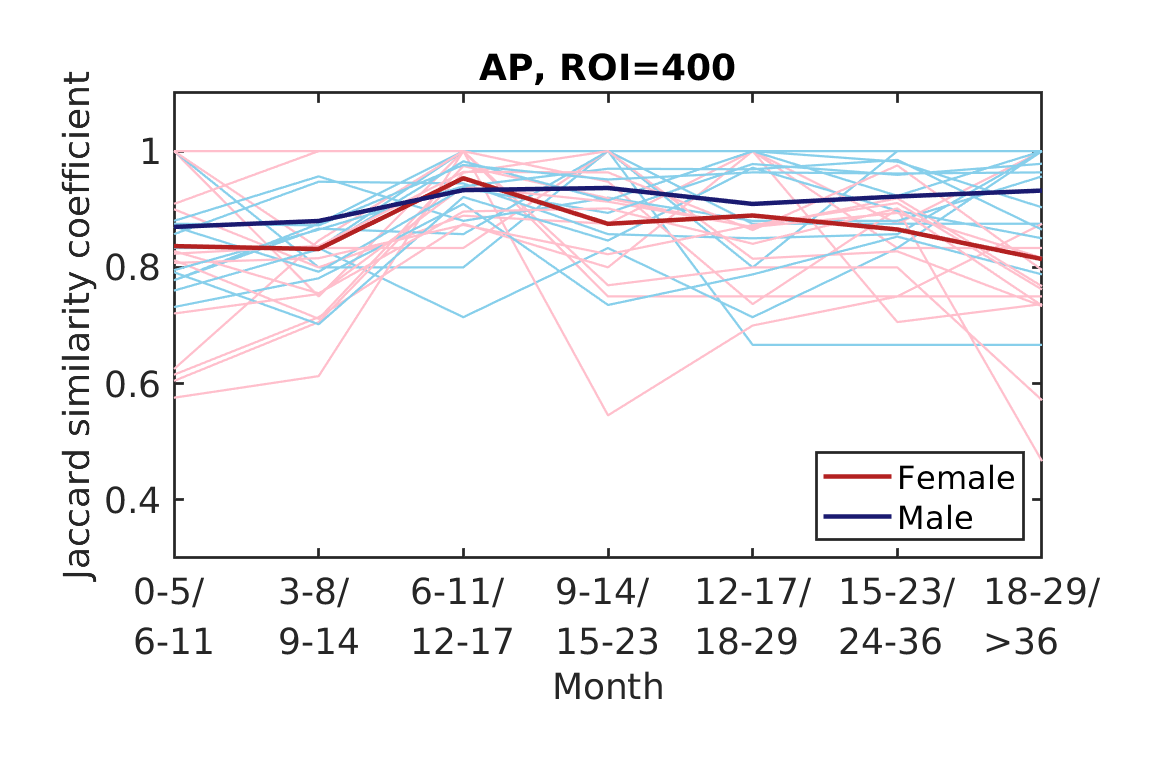 AP, ROI=400
Jaccard similarity coefficient
1
0.8
0.6
0.4
Female
Male
0-5/ 3-8/ 6-11/ 9-14/ 12-17/ 15-23/ 18-29/
6-11 9-14 12-17 15-23 18-29 24-36 >36
Month